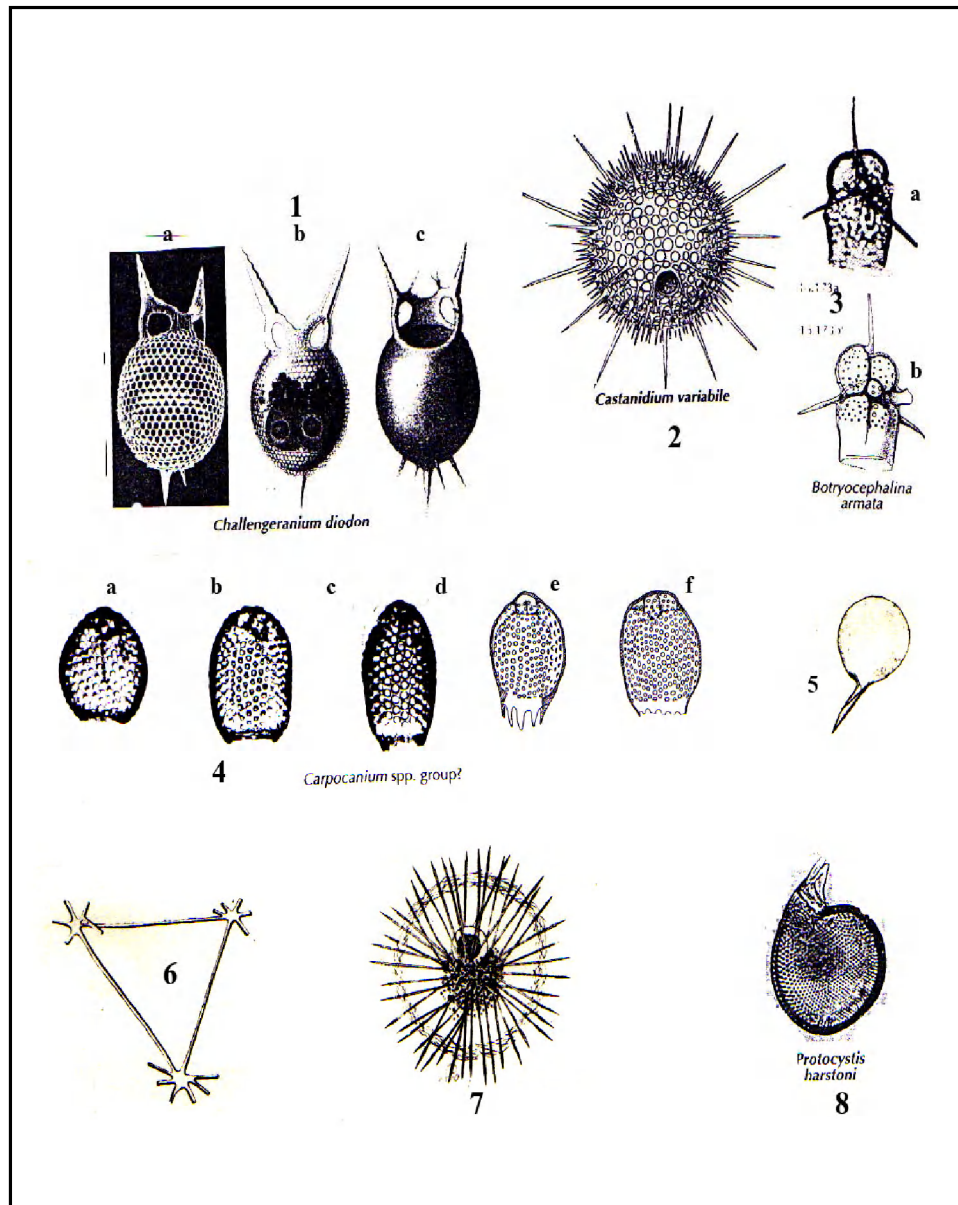 1
a b c
Challengeranium diodon
Castanidium variabile
2
a
3
b
Botryocephalina
armata
a b c d e f
4
Carpocanium spp. group?
5
6
7
Protocystis
harstoni
8